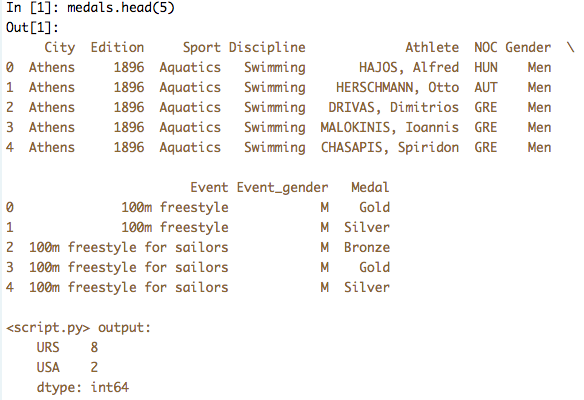 In [1]: medals.head(5)
Out[1]:
City Edition Sport Discipline Athlete NOC Gender \
0 Athens 1896 Aquatics Swimming HAJOS, Alfred HUN Men
1 Athens 1896 Aquatics Swimming HERSCHMANN, Otto AUT Men
2 Athens 1896 Aquatics Swimming DRIVAS, Dimitrios GRE Men
3 Athens 1896 Aquatics Swimming MALOKINIS, Ioannis GRE Men
4 Athens 1896 Aquatics Swimming CHASAPIS, Spiridon GRE Men
Event Event_gender Medal
0 100m freestyle M Gold
1 100m freestyle M Silver
2 100m freestyle for sailors M Bronze
3 100m freestyle for sailors M Gold
4 100m freestyle for sailors M Silver
<script.py> output:
URS 8
USA 2
dtype: int64